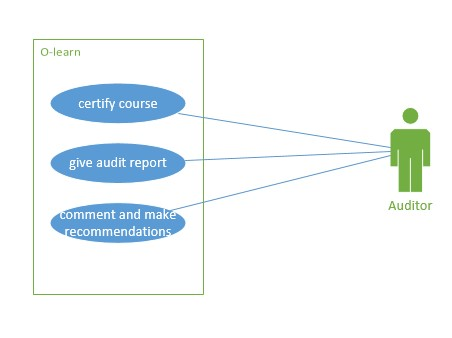 O-learn
certify course
give audit report
comment and make
recommendations
Auditor